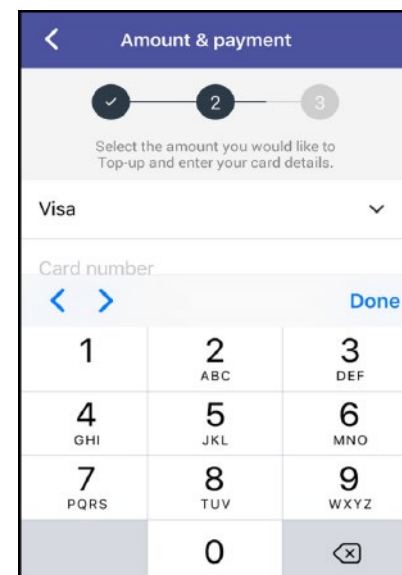 Amount & payment
2
3
Select the amount you would like to
Top-up and enter your card details.
Visa
Card number
Done
1 2 3
ABC DEF
4 5 6
GHI JKL MNO
7 8 9
PQRS TUV WXYZ
0